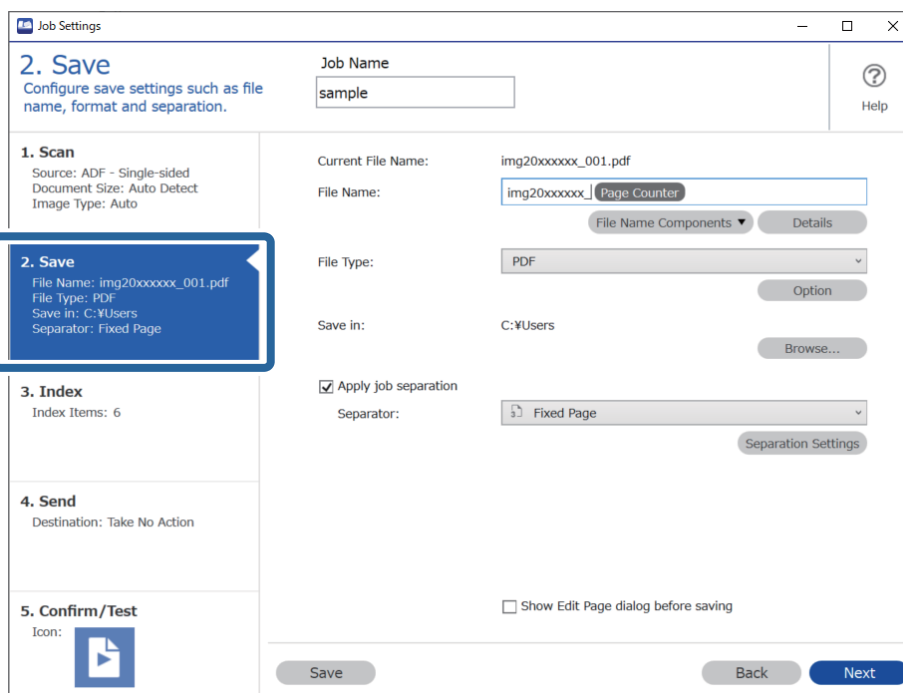 Job Settings
2. Save
Configure save settings such as file
name, format and separation.
Job Name
sample
Help
1. Scan
Source: ADF - Single-sided
Document Size: Auto Detect
Image Type: Auto
2. Save
File Name: img20xxxxxx_001.pdf
File Type: PDF
Save in: C:¥Users
Separator: Fixed Page
3. Index
Index Items: 6
4. Send
Destination: Take No Action
5. Confirm/Test
Icon:
Current File Name: img20xxxxxx_001.pdf
File Name: img20xxxxxx_ Page Counter
File Name Components ▼ Details
File Type: PDF
Option
Save in: C:¥Users
Browse...
Apply job separation
Separator: Fixed Page
Separation Settings
Show Edit Page dialog before saving
Save Back Next